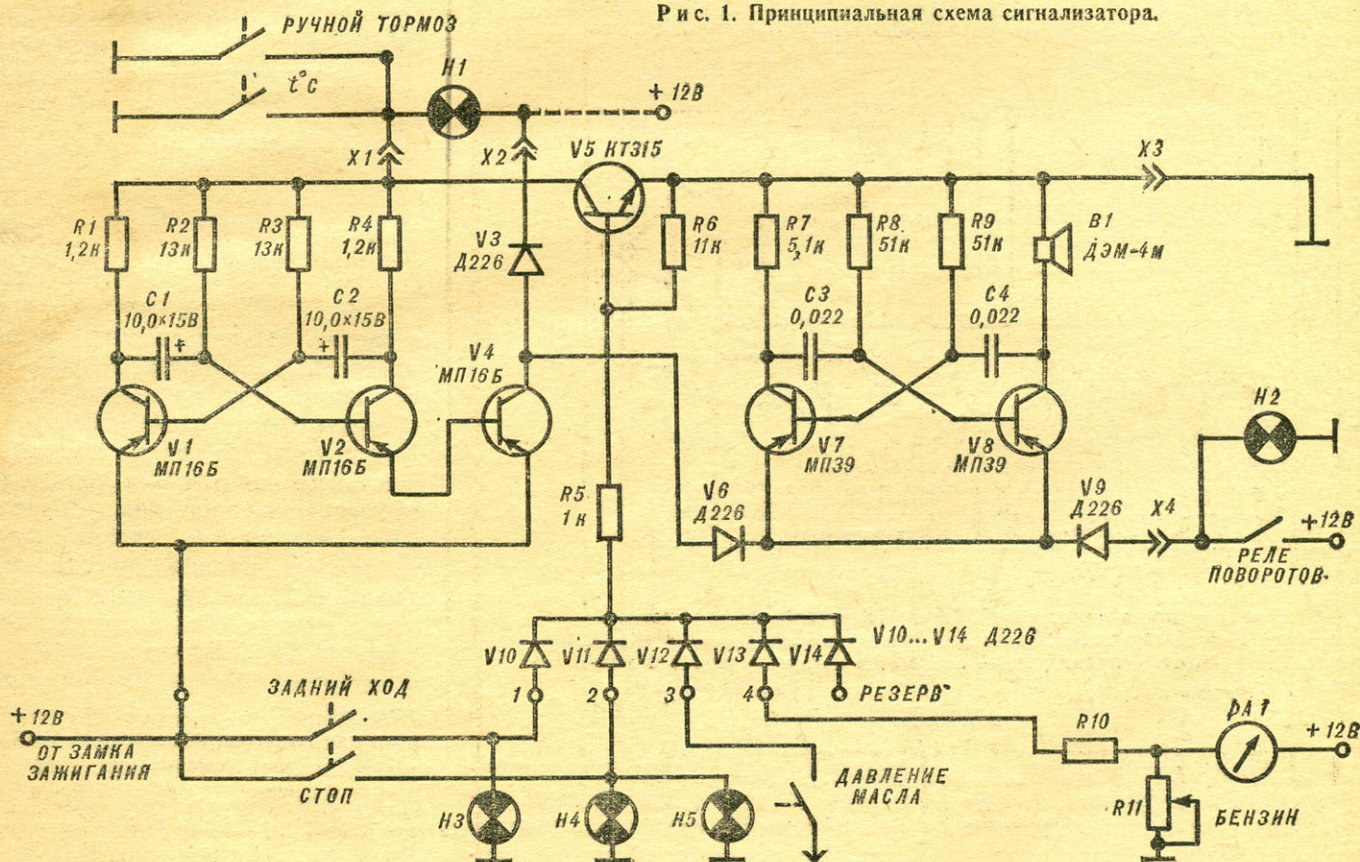 Рис. 1. Принципиальная схема сигнализатора.
РУЧНОЙ ТОРМОЗ
t°C
H1
+ 12В
X1
X2
V5 КТ315
X3
R1
1,2к
R2
13к
R3
13к
R4
1,2к
V3
Д226
R6
11к
R7
5,1к
R8
51к
R9
51к
B1
ДЭМ-4м
C1
10,0×15В
+
C2
10,0×15В
+
C3
0,022
C4
0,022
V4
МП16Б
V1
МП16Б
V2
МП16Б
V7
МП39
V8
МП39
H2
R5
1к
V6
Д226
V9
Д226
X4
+12В
РЕЛЕ
ПОВОРОТОВ
V10
V11
V12
V13
V14
V10...V14 Д226
1
2
3
4
РЕЗЕРВ
+ 12В
ОТ ЗАМКА
ЗАЖИГАНИЯ
ЗАДНИЙ ХОД
СТОП
H3
H4
H5
ДАВЛЕНИЕ
МАСЛА
R10
PA1
+12В
R11
БЕНЗИН